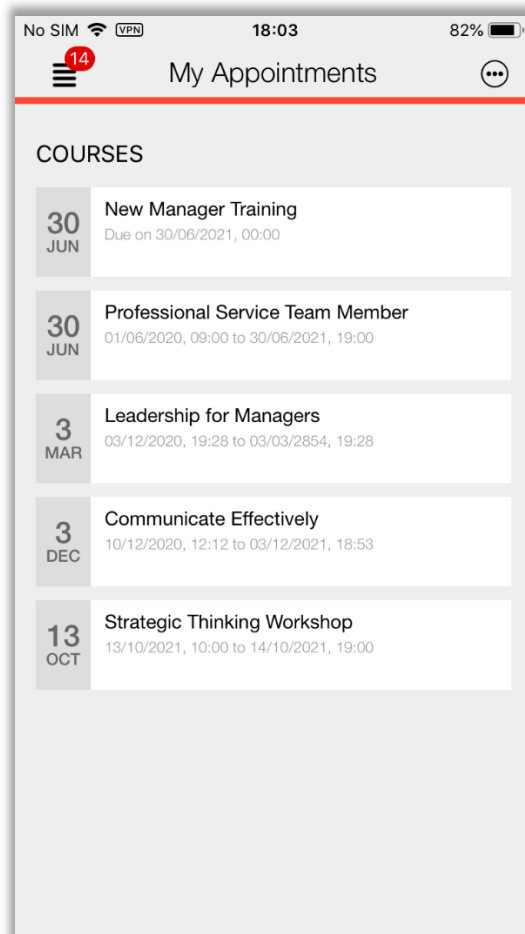 No SIM VPN 18:03 82%
14
My Appointments
COURSES
30
JUN
New Manager Training
Due on 30/06/2021, 00:00
30
JUN
Professional Service Team Member
01/06/2020, 09:00 to 30/06/2021, 19:00
3
MAR
Leadership for Managers
03/12/2020, 19:28 to 03/03/2854, 19:28
3
DEC
Communicate Effectively
10/12/2020, 12:12 to 03/12/2021, 18:53
13
OCT
Strategic Thinking Workshop
13/10/2021, 10:00 to 14/10/2021, 19:00